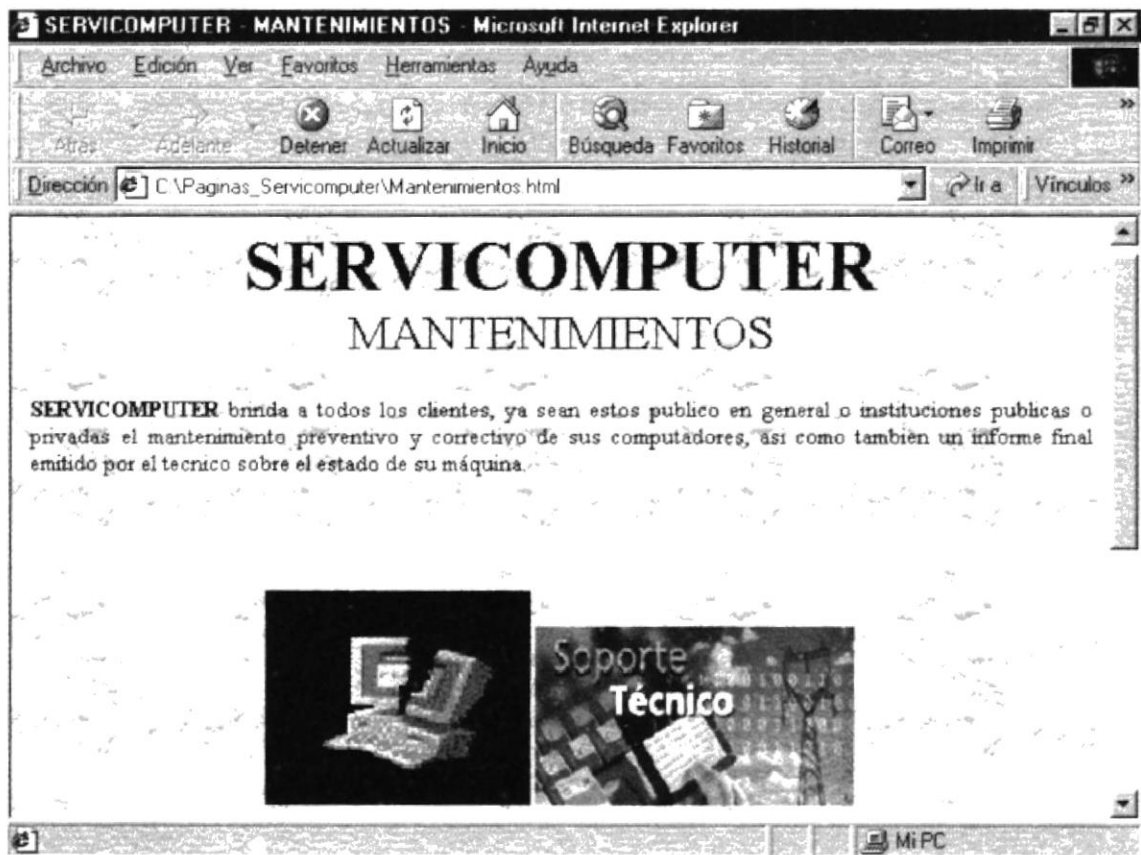 SERVICOMPUTER - MANTENIMIENTOS - Microsoft Internet Explorer
Archivo Edición Ver Favoritos Herramientas Ayuda
Atrás Adelante Detener Actualizar Inicio Búsqueda Favoritos Historial Correo Imprimir »
Dirección C:\Paginas_Servicomputer\Mantenimientos.html Ir a Vínculos »
SERVICOMPUTER
MANTENIMIENTOS
SERVICOMPUTER brinda a todos los clientes, ya sean estos publico en general o instituciones publicas o
privadas el mantenimiento preventivo y correctivo de sus computadores, asi como también un informe final
emitido por el tecnico sobre el estado de su máquina.
Soporte
Técnico
Mi PC